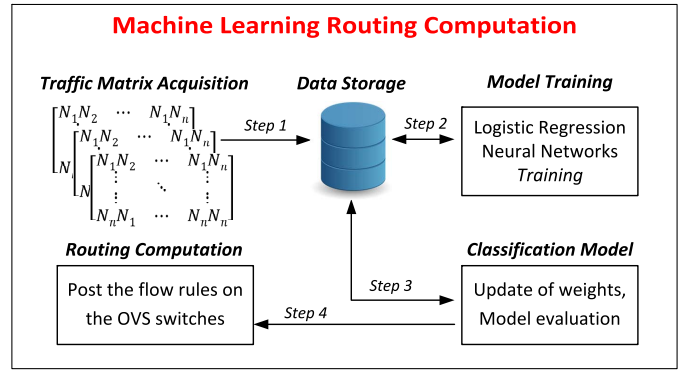 Machine Learning Routing Computation
Traffic Matrix Acquisition
Data Storage
Model Training
N₁N₂ ⋯ N₁Nₙ
N₁N₂ ⋯ N₁Nₙ
N₁N₂ ⋯ N₁Nₙ
⋮ ⋱ ⋮
NₙN₁ ⋯ NₙNₙ
Step 1
Step 2
Logistic Regression
Neural Networks
Training
Routing Computation
Classification Model
Post the flow rules on
the OVS switches
Step 3
Step 4
Update of weights,
Model evaluation